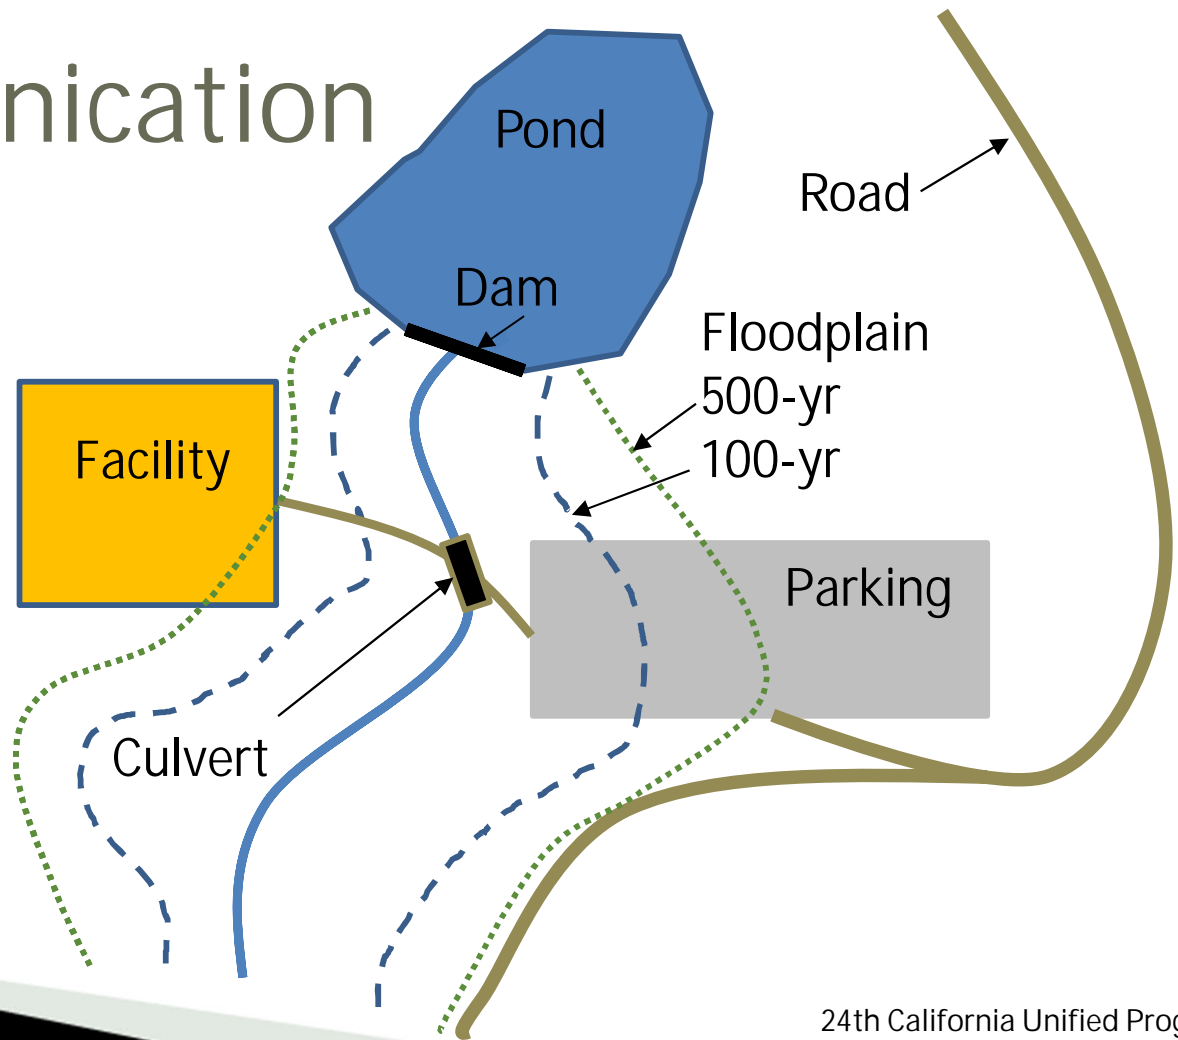 nication
Pond
Road
Dam
Floodplain
500-yr
100-yr
Facility
Parking
Culvert
24th California Unified Prog